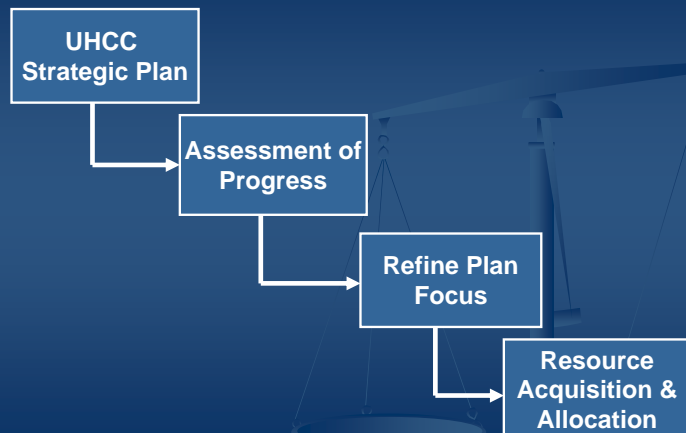 UHCC
Strategic Plan
Assessment of
Progress
Refine Plan
Focus
Resource
Acquisition &
Allocation